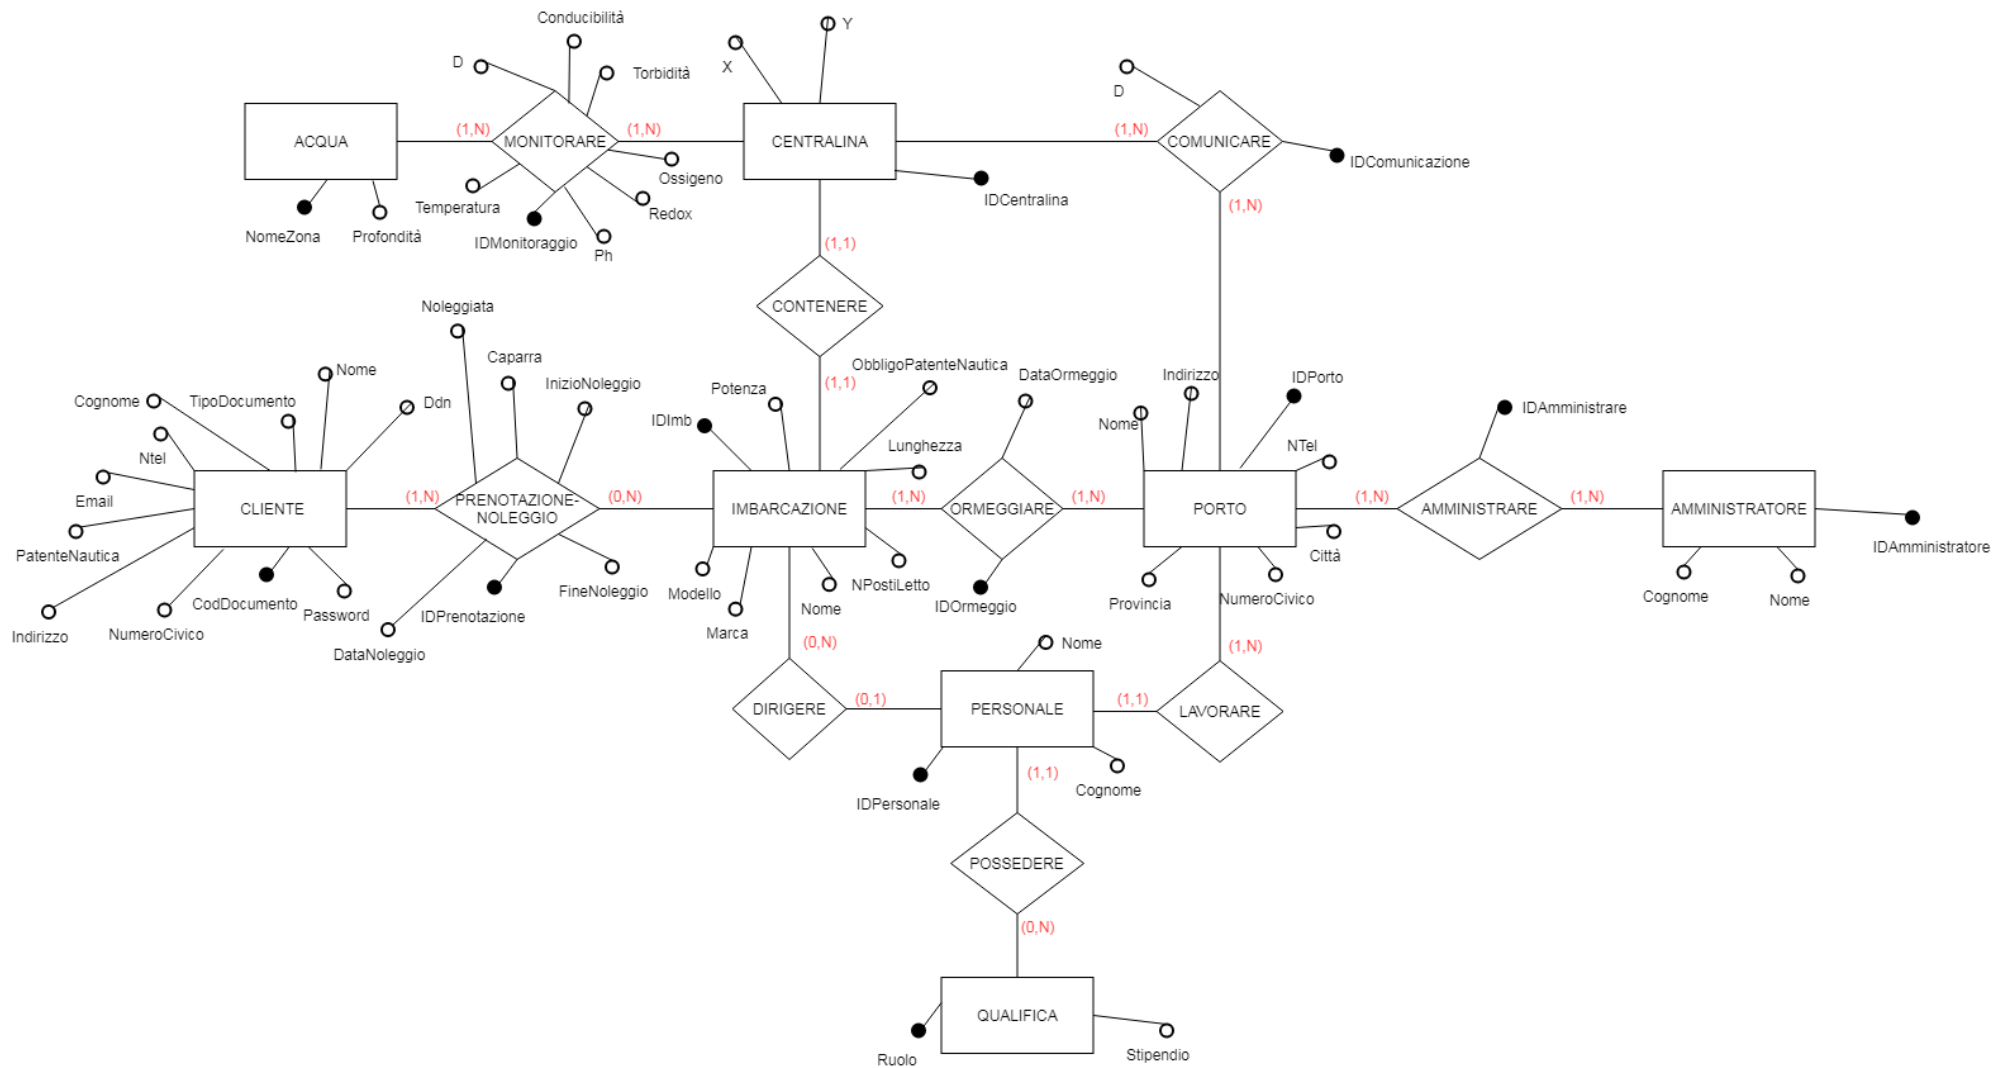 Conducibilità
Y
D
X
Torbidità
D
ACQUA
(1,N)
MONITORARE
(1,N)
CENTRALINA
(1,N)
COMUNICARE
IDComunicazione
Ossigeno
Temperatura
IDCentralina
Redox
(1,N)
NomeZona
Profondità
IDMonitoraggio
Ph
(1,1)
CONTENERE
Noleggiata
Caparra
ObbligoPatenteNautica
Nome
InizioNoleggio
Potenza
(1,1)
DataOrmeggio
Indirizzo
IDPorto
Cognome
TipoDocumento
Ddn
IDImb
Nome
IDAmministrare
Ntel
Lunghezza
NTel
Email
(1,N)
PRENOTAZIONE-
NOLEGGIO
(0,N)
CLIENTE
IMBARCAZIONE
(1,N)
ORMEGGIARE
(1,N)
PORTO
(1,N)
AMMINISTRARE
(1,N)
AMMINISTRATORE
PatenteNautica
Città
IDAmministratore
FineNoleggio
Modello
NPostiLetto
CodDocumento
Password
IDPrenotazione
Nome
IDOrmeggio
Provincia
NumeroCivico
Cognome
Nome
Indirizzo
NumeroCivico
DataNoleggio
Marca
(0,N)
Nome
(1,N)
DIRIGERE
(0,1)
PERSONALE
(1,1)
LAVORARE
(1,1)
IDPersonale
Cognome
POSSEDERE
(0,N)
QUALIFICA
Ruolo
Stipendio